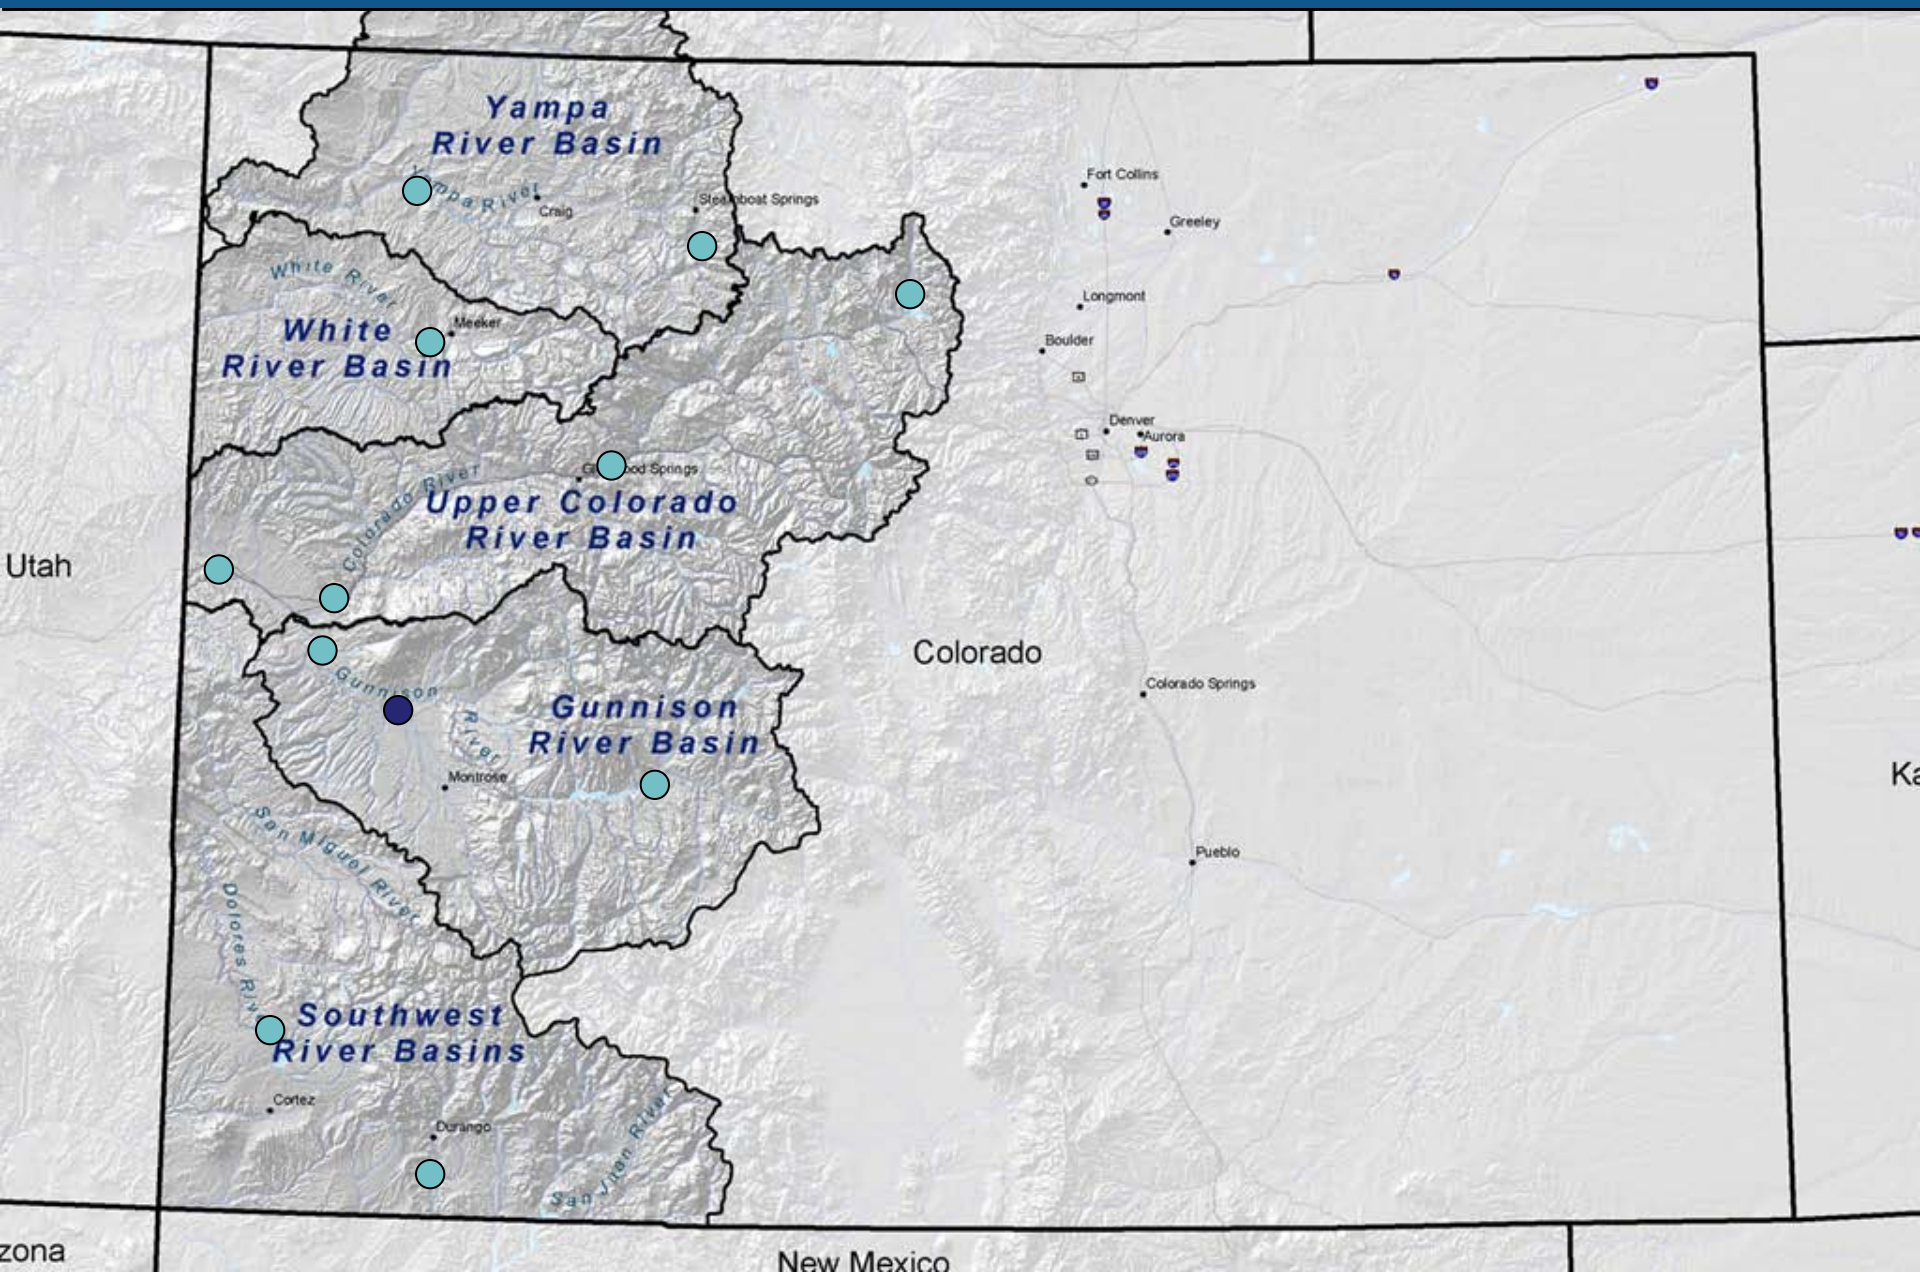 Yampa
River Basin
Yampa River
Craig
Steamboat Springs
Fort Collins
Greeley
White River
Longmont
White
River Basin
Meeker
Boulder
Denver
Aurora
Colorado River
Upper Colorado
River Basin
Utah
Colorado
Gunnison
River
Gunnison
River Basin
Colorado Springs
Montrose
Ka
San Miguel River
Pueblo
Dolores River
Southwest
River Basins
Cortez
Durango
San Juan River
zona
New Mexico